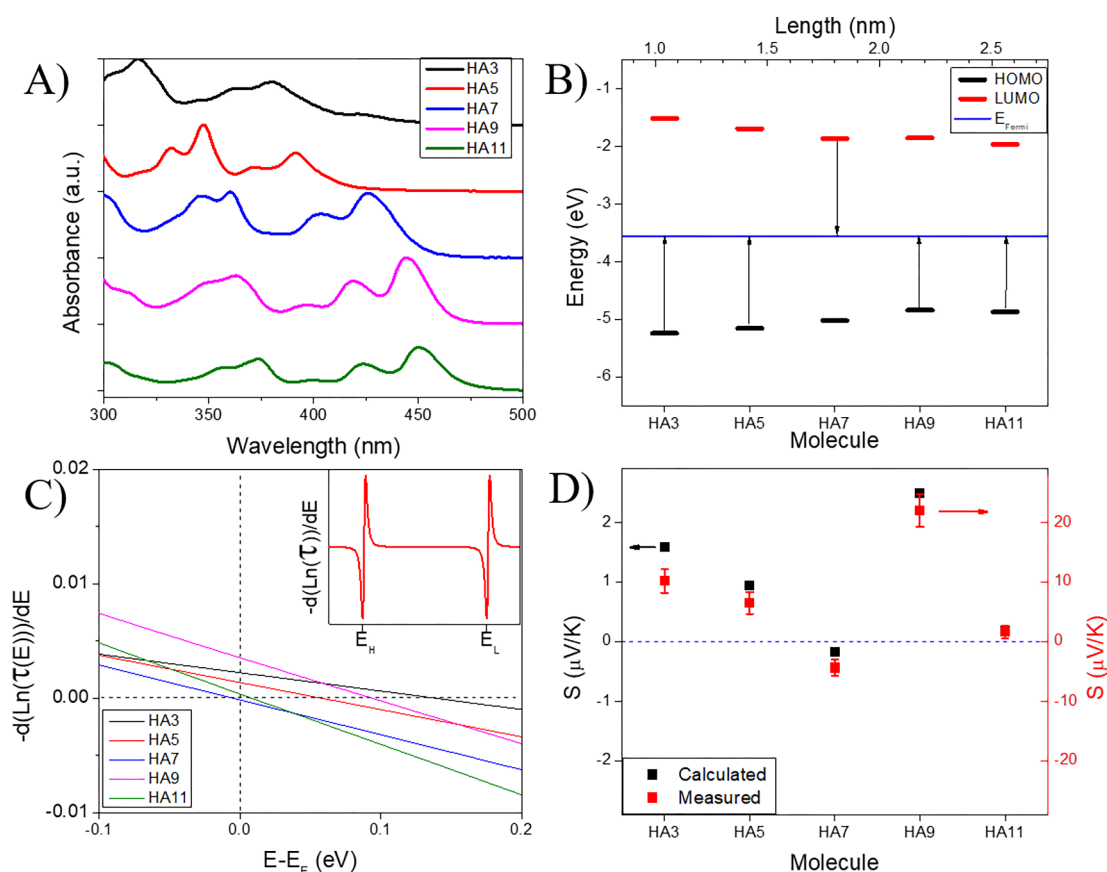 A)
HA3
HA5
HA7
HA9
HA11
Absorbance (a.u.)
300 350 400 450 500
Wavelength (nm)
B)
Length (nm)
1.0 1.5 2.0 2.5
HOMO
LUMO
E_Fermi
Energy (eV)
-1
-2
-3
-4
-5
-6
HA3 HA5 HA7 HA9 HA11
Molecule
C)
-d(Ln(τ(E)))/dE
0.02
0.01
0.00
-0.01
-0.1 0.0 0.1 0.2
E-E_F (eV)
HA3
HA5
HA7
HA9
HA11
-d(Ln(τ))/dE
E_H E_L
D)
S (μV/K)
2
1
0
-1
-2
Calculated
Measured
20
10
0
-10
-20
S (μV/K)
HA3 HA5 HA7 HA9 HA11
Molecule